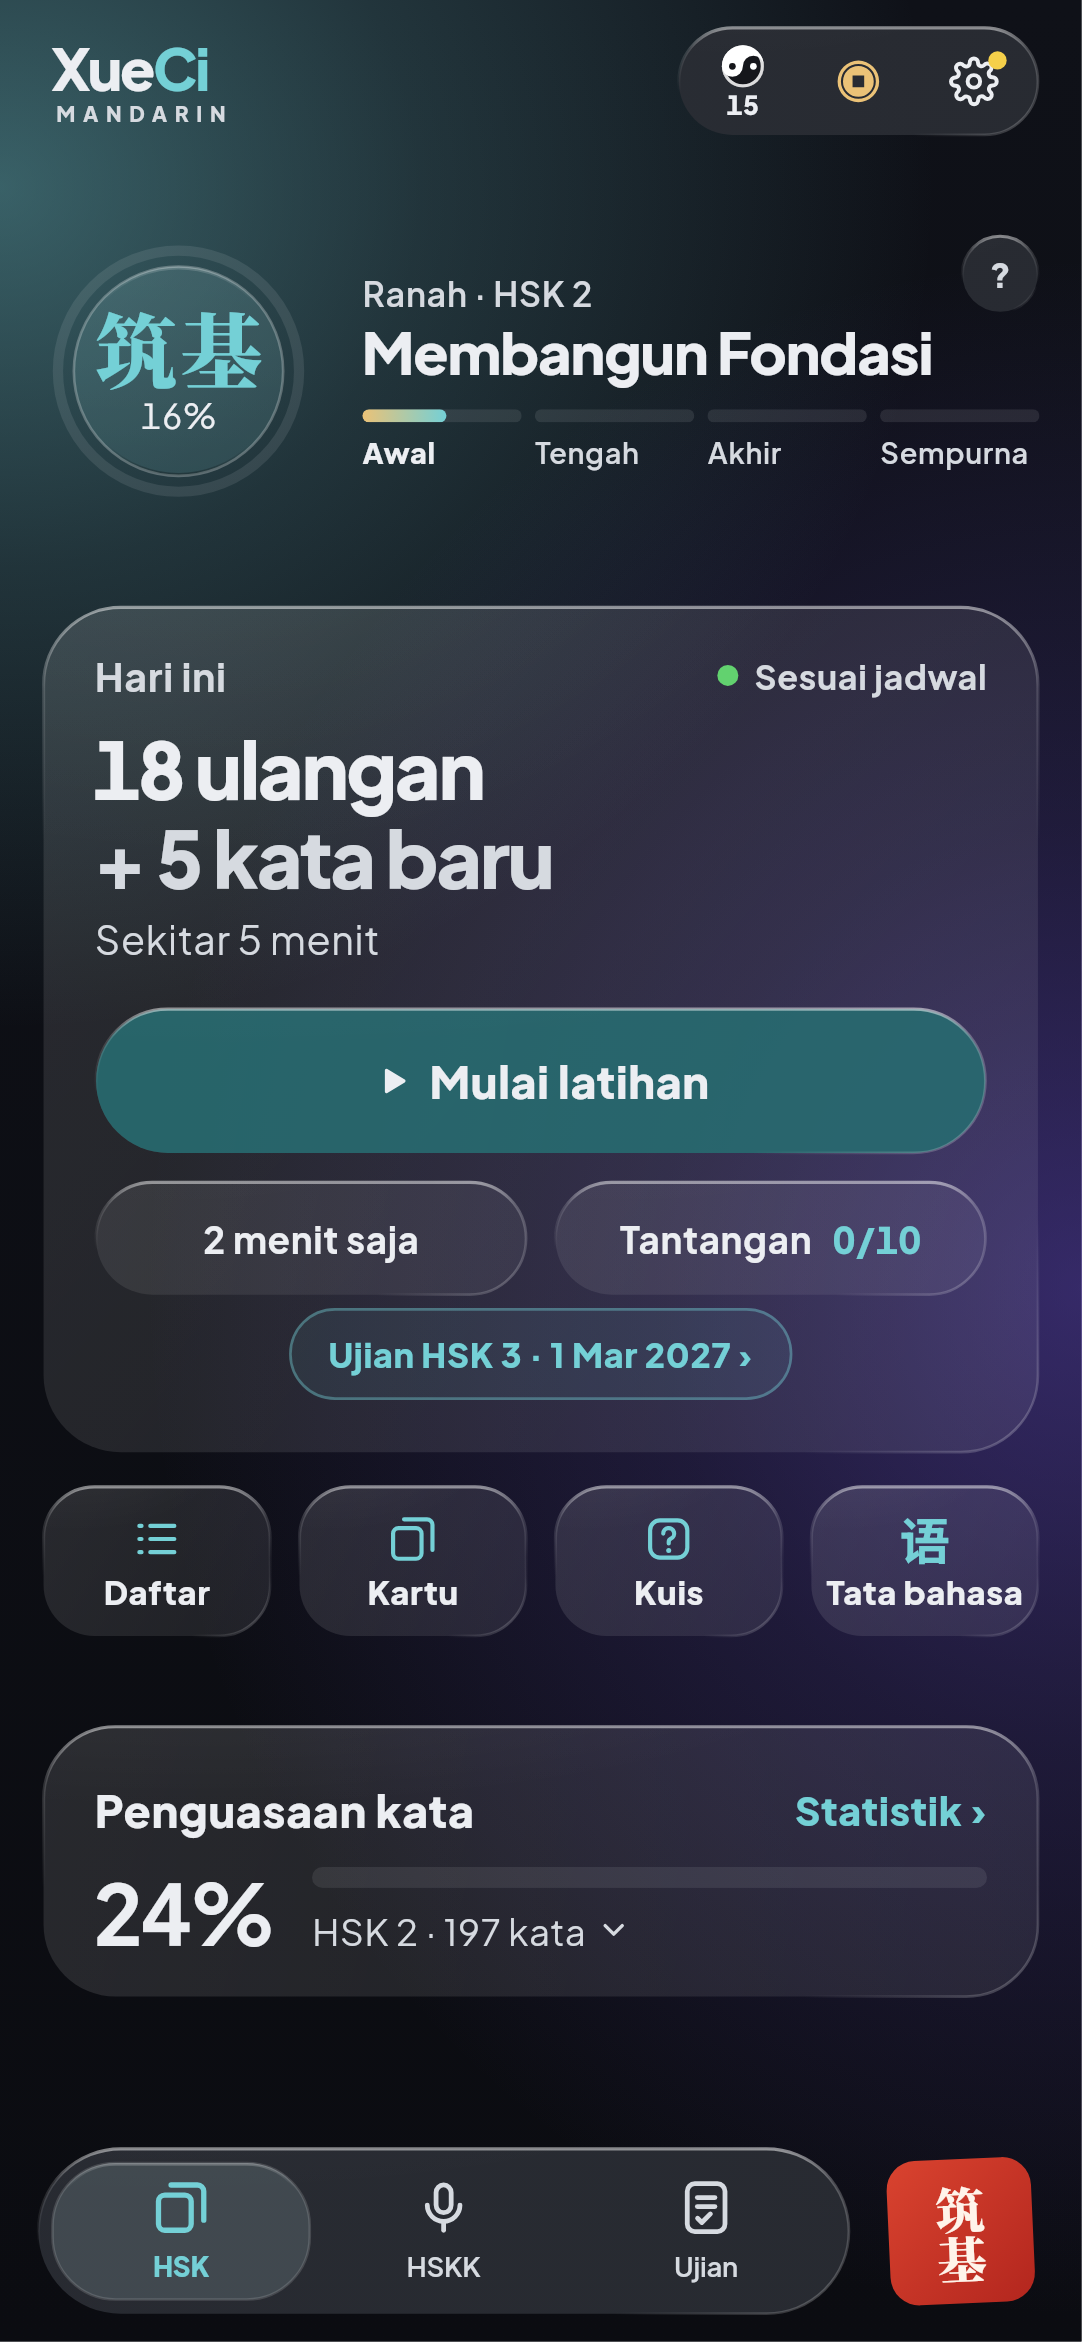 XueCi
MANDARIN
15
?
筑基
16%
Ranah · HSK 2
Membangun Fondasi
Awal
Tengah
Akhir
Sempurna
Hari ini
Sesuai jadwal
18 ulangan
+ 5 kata baru
Sekitar 5 menit
Mulai latihan
2 menit saja
Tantangan 0/10
Ujian HSK 3 · 1 Mar 2027 ›
Daftar
Kartu
Kuis
语
Tata bahasa
Penguasaan kata
Statistik ›
24%
HSK 2 · 197 kata
HSK
HSKK
Ujian
筑
基